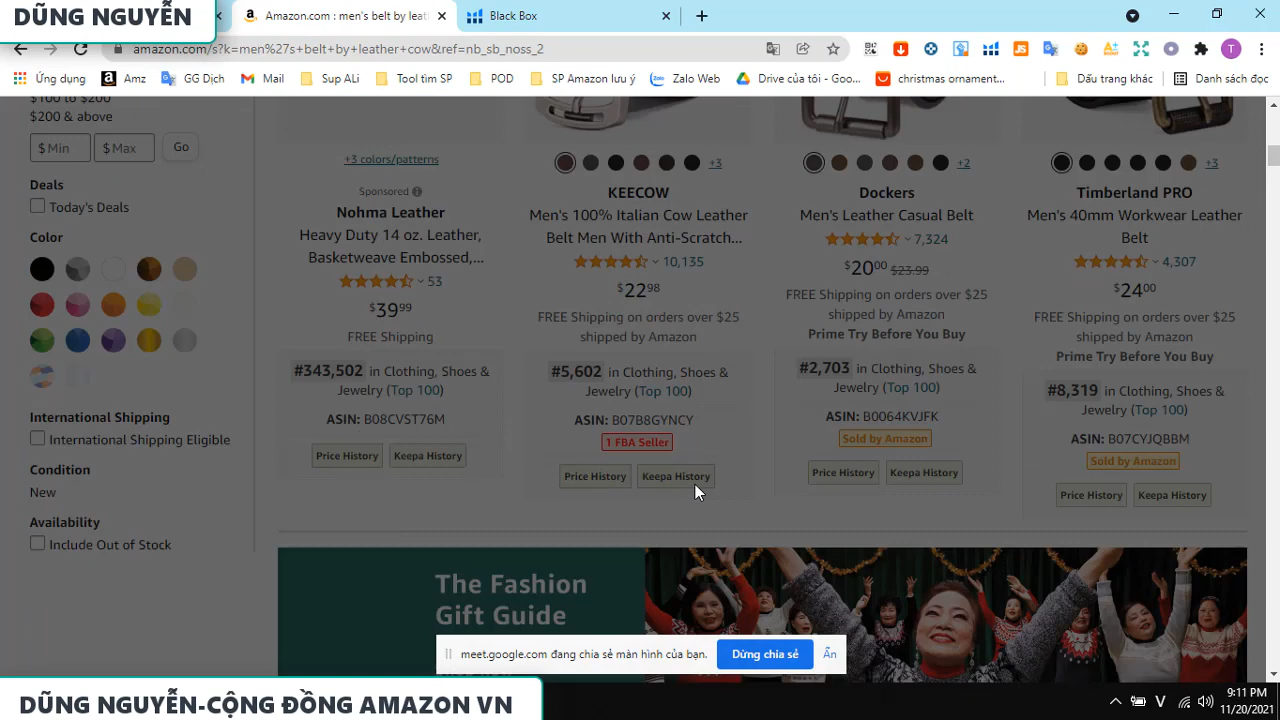 DŨNG NGUYỄN
Amazon.com : men's belt by leat
Black Box
amazon.com/s?k=men%27s+belt+by+leather+cow&ref=nb_sb_noss_2
T
Ứng dụng
Amz
GG Dịch
Mail
Sup ALi
Tool tìm SP
POD
SP Amazon lưu ý
Zalo Web
Drive của tôi - Goo...
christmas ornament...
Dấu trang khác
Danh sách đọc
$100 to $200
$200 & above
$ Min
$ Max
Go
Deals
Today's Deals
Color
International Shipping
International Shipping Eligible
Condition
New
Availability
Include Out of Stock
+3 colors/patterns
Sponsored
Nohma Leather
Heavy Duty 14 oz. Leather,
Basketweave Embossed,...
53
$39.99
FREE Shipping
#343,502 in Clothing, Shoes &
Jewelry (Top 100)
ASIN: B08CVST76M
Price History
Keepa History
+3
KEECOW
Men's 100% Italian Cow Leather
Belt Men With Anti-Scratch...
10,135
$22.98
FREE Shipping on orders over $25
shipped by Amazon
#5,602 in Clothing, Shoes &
Jewelry (Top 100)
ASIN: B07B8GYNCY
1 FBA Seller
Price History
Keepa History
+2
Dockers
Men's Leather Casual Belt
7,324
$20.00 $23.99
FREE Shipping on orders over $25
shipped by Amazon
Prime Try Before You Buy
#2,703 in Clothing, Shoes &
Jewelry (Top 100)
ASIN: B0064KVJFK
Sold by Amazon
Price History
Keepa History
+3
Timberland PRO
Men's 40mm Workwear Leather
Belt
4,307
$24.00
FREE Shipping on orders over $25
shipped by Amazon
Prime Try Before You Buy
#8,319 in Clothing, Shoes &
Jewelry (Top 100)
ASIN: B07CYJQBBM
Sold by Amazon
Price History
Keepa History
The Fashion
Gift Guide
meet.google.com đang chia sẻ màn hình của bạn.
Dừng chia sẻ
Ẩn
DŨNG NGUYỄN-CỘNG ĐỒNG AMAZON VN
V
9:11 PM
11/20/2021